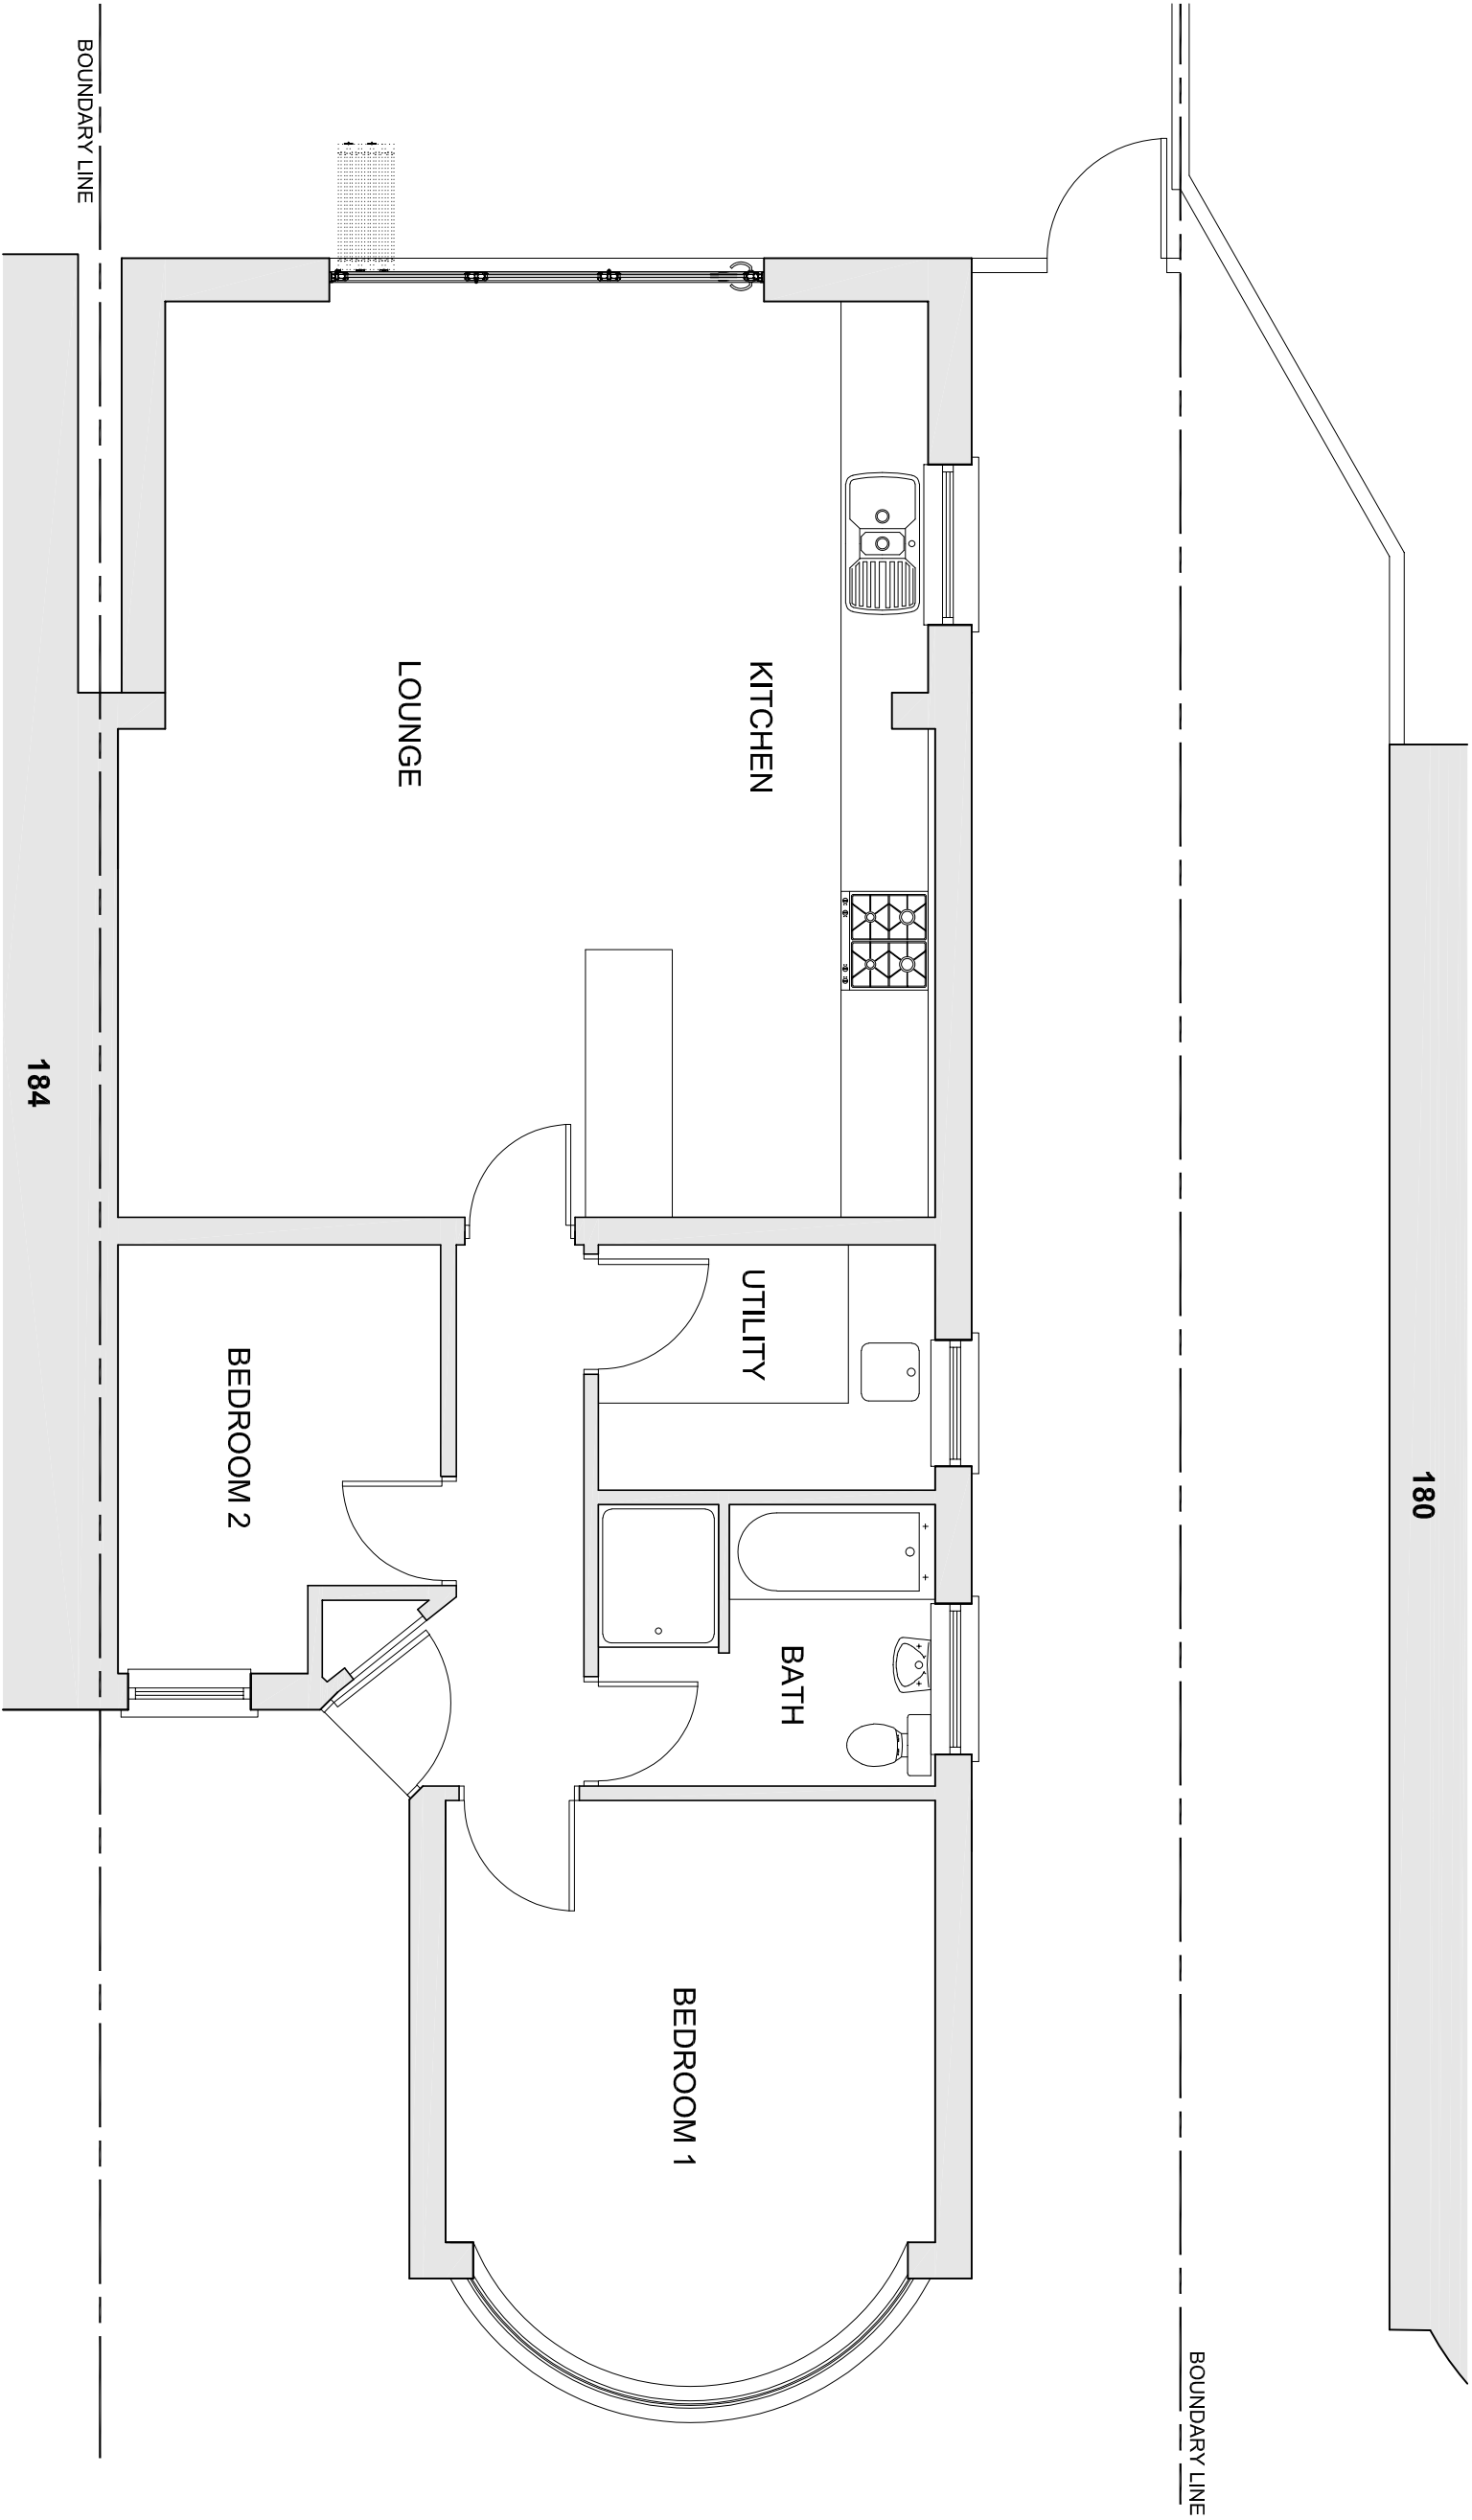 BOUNDARY LINE
180
BOUNDARY LINE
KITCHEN
UTILITY
BATH
BEDROOM 1
LOUNGE
BEDROOM 2
184